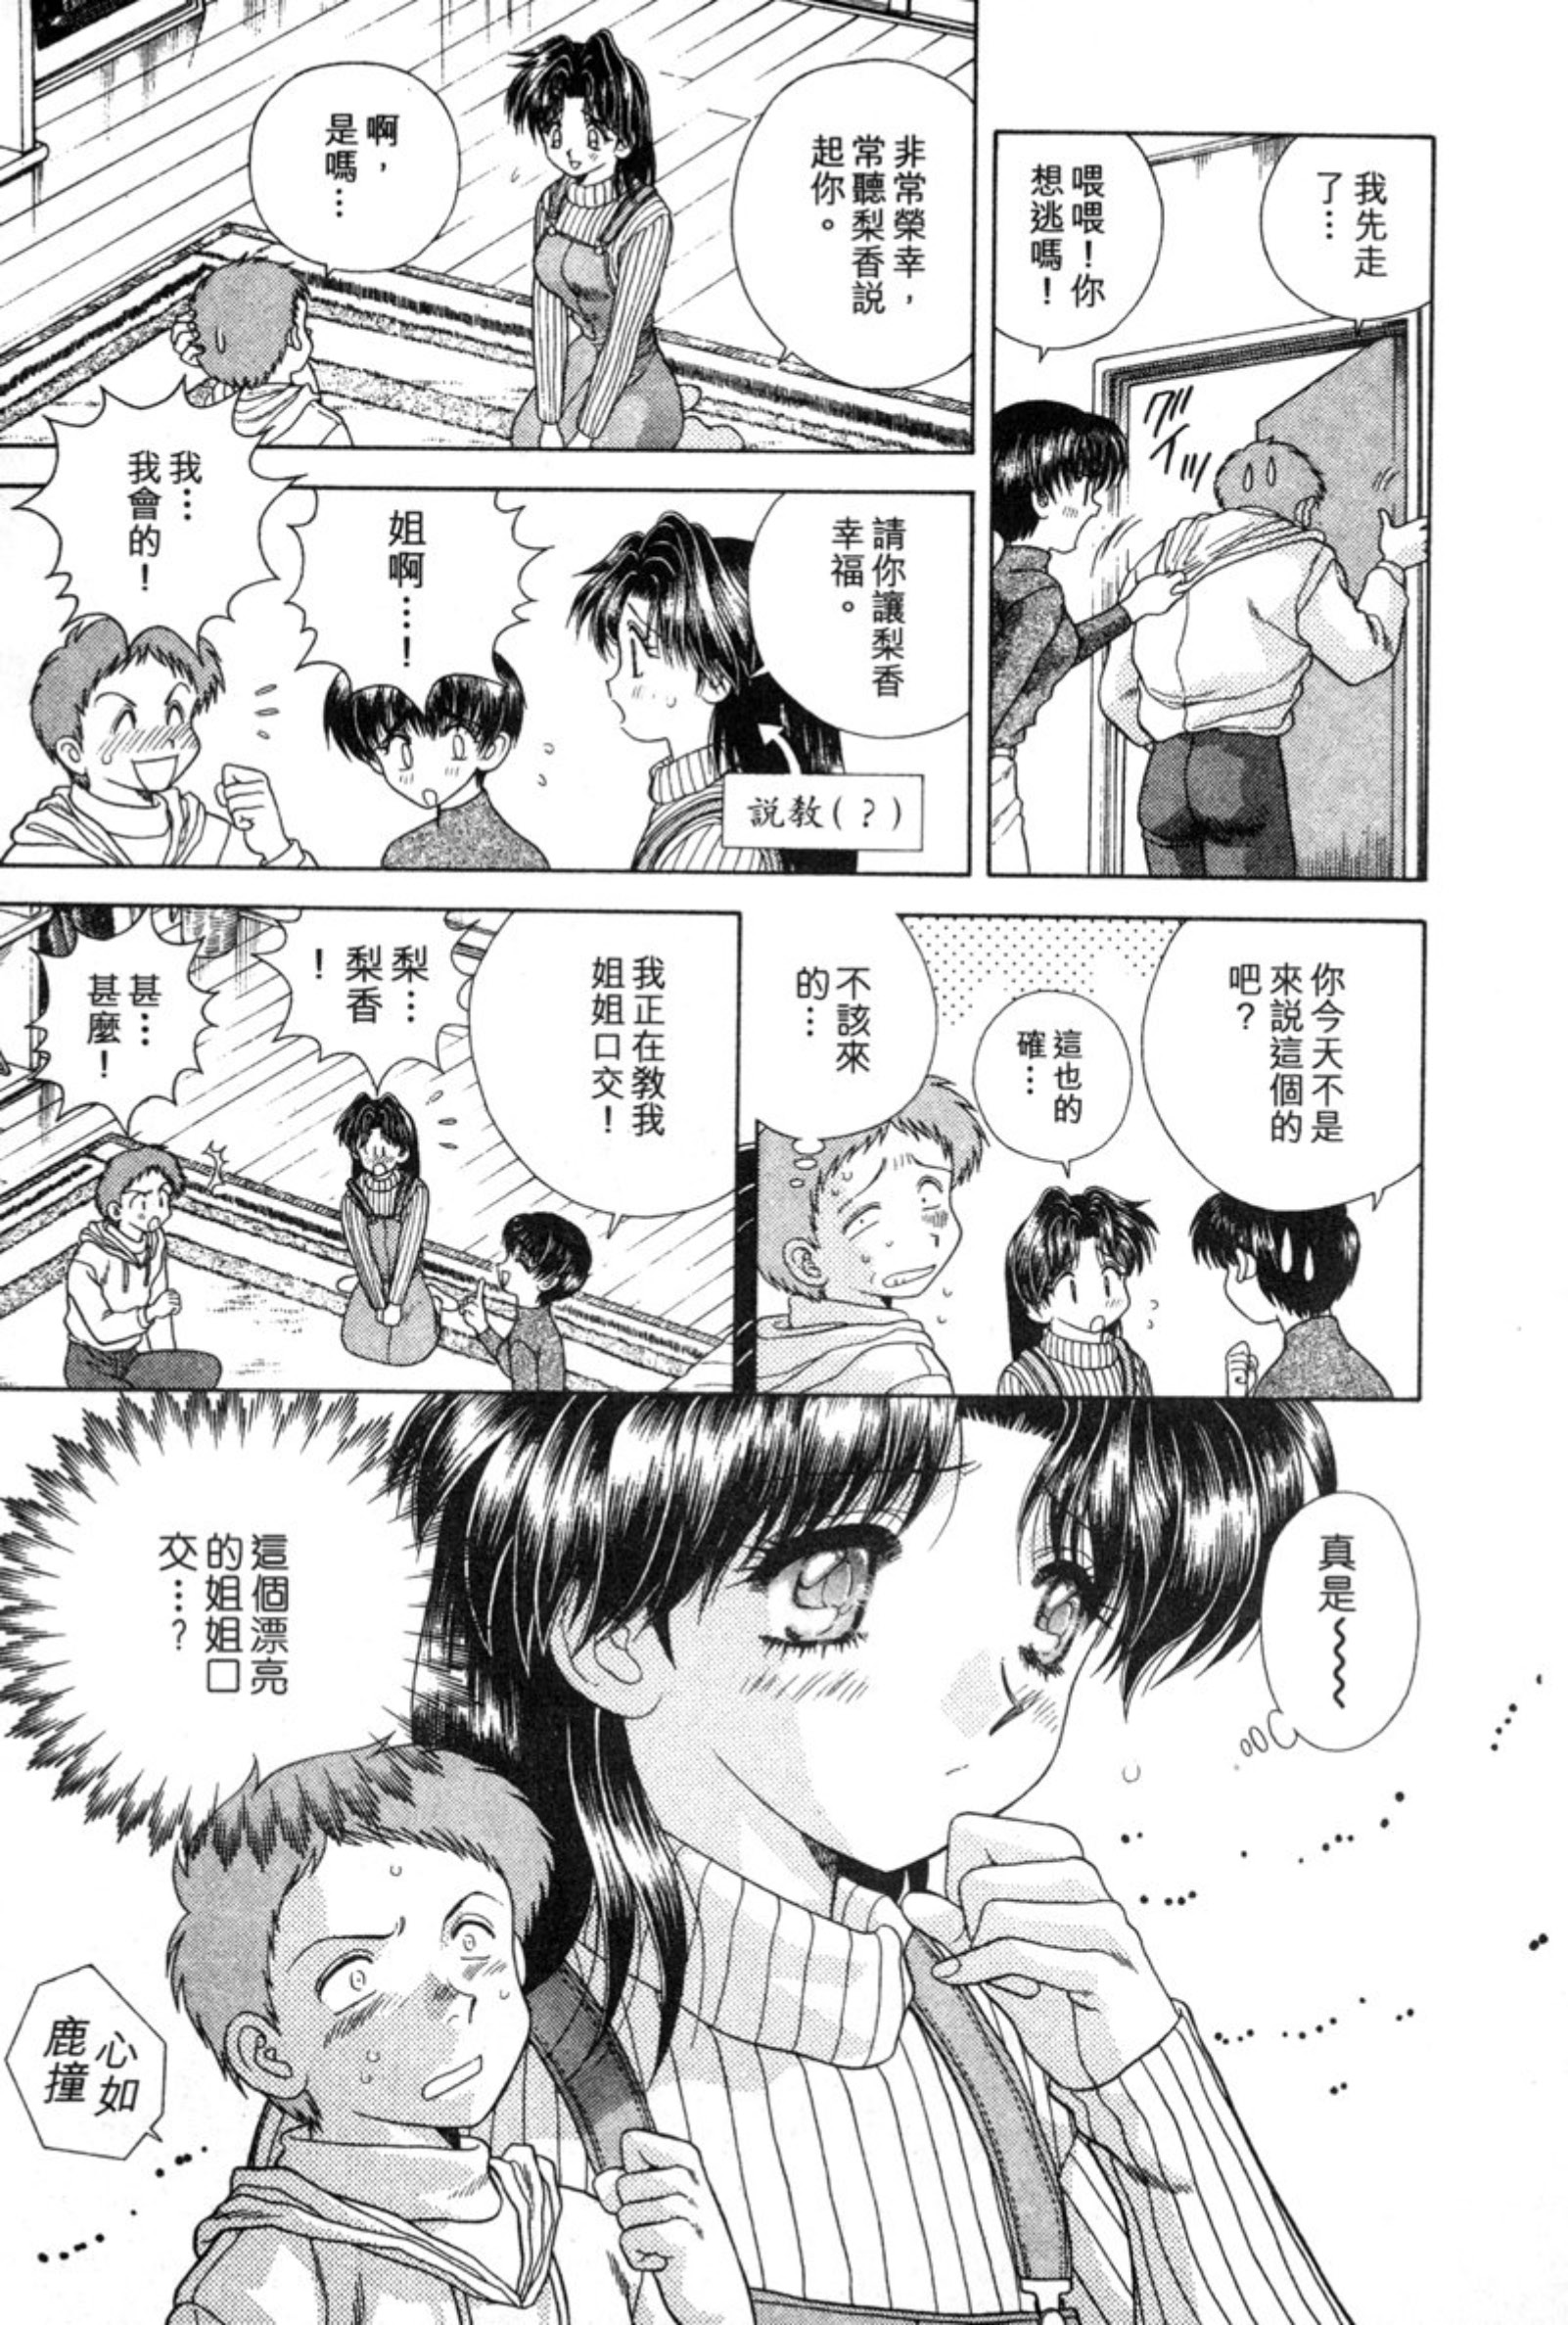 我先走
了…
喂喂！你
想逃嗎！
グッ
イッ
非常榮幸，
常聽梨香説
起你。
啊，
是嗎…
請你讓梨香
幸福。
説教(？)
姐啊…！
我…
我會的！
你今天不是
來説這個的
吧？
這也的
確…
不該來
的…
我正在教我
姐姐口交！
梨…
梨香
！
甚…
甚麼！
真是～
這個漂亮
的姐姐口
交…？
心如
鹿撞